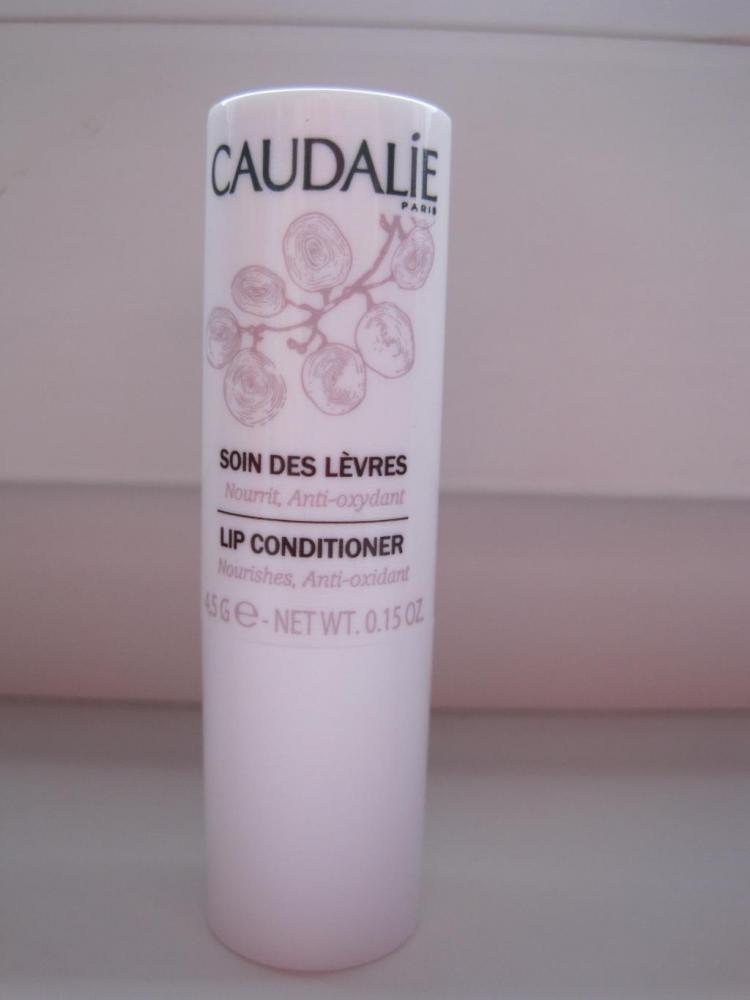 CAUDALiE
PARIS
SOIN DES LÈVRES
Nourrit, Anti-oxydant
LIP CONDITIONER
Nourishes, Anti-oxidant
4.5 G e - NET WT. 0.15 OZ.